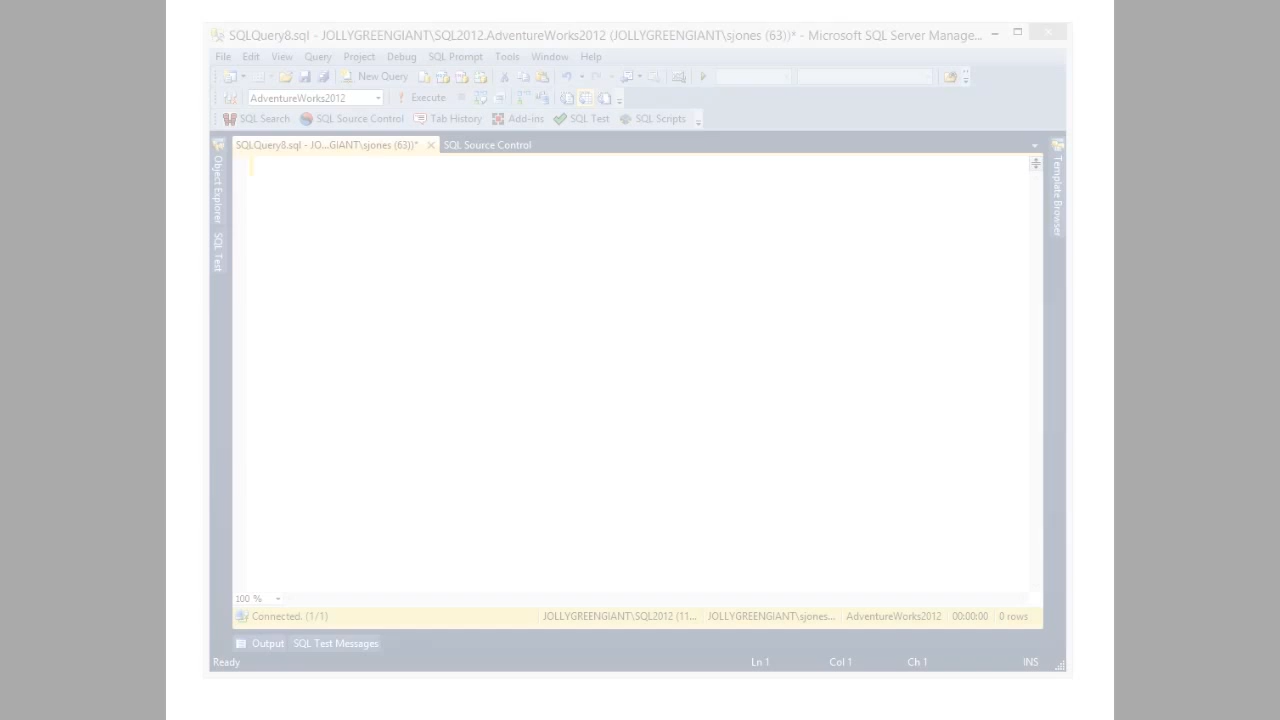 SQLQuery8.sql - JOLLYGREENGIANT\SQL2012.AdventureWorks2012 (JOLLYGREENGIANT\sjones (63))* - Microsoft SQL Server Manage...
File Edit View Query Project Debug SQL Prompt Tools Window Help
New Query
AdventureWorks2012 Execute
SQL Search SQL Source Control Tab History Add-ins SQL Test SQL Scripts
SQLQuery8.sql - JO...GIANT\sjones (63))* SQL Source Control
Object Explorer
SQL Test
Template Browser
100 %
Connected. (1/1) JOLLYGREENGIANT\SQL2012 (11... JOLLYGREENGIANT\sjones... AdventureWorks2012 00:00:00 0 rows
Output SQL Test Messages
Ready Ln 1 Col 1 Ch 1 INS